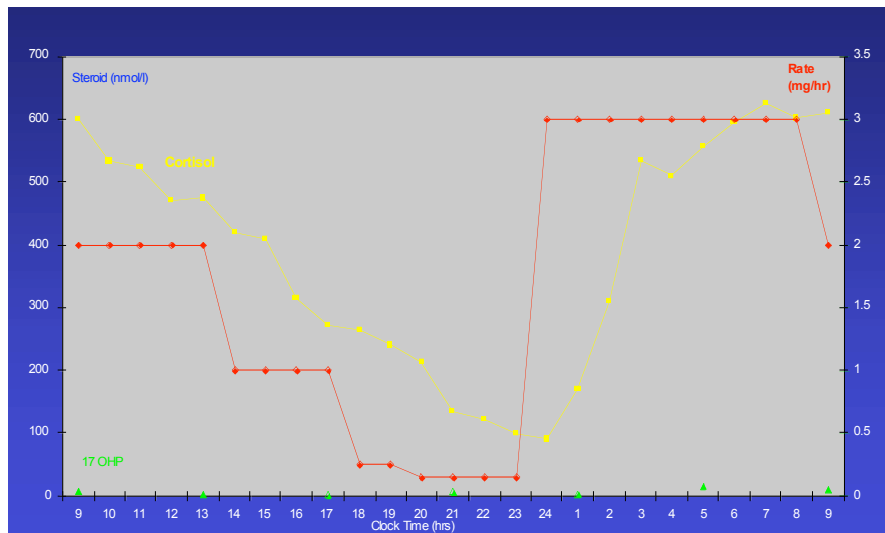 700 3.5
Steroid (nmol/l) Rate
(mg/hr)
600 3
Cortisol
500 2.5
400 2
300 1.5
200 1
100 0.5
17 OHP
0 0
9 10 11 12 13 14 15 16 17 18 19 20 21 22 23 24 1 2 3 4 5 6 7 8 9
Clock Time (hrs)